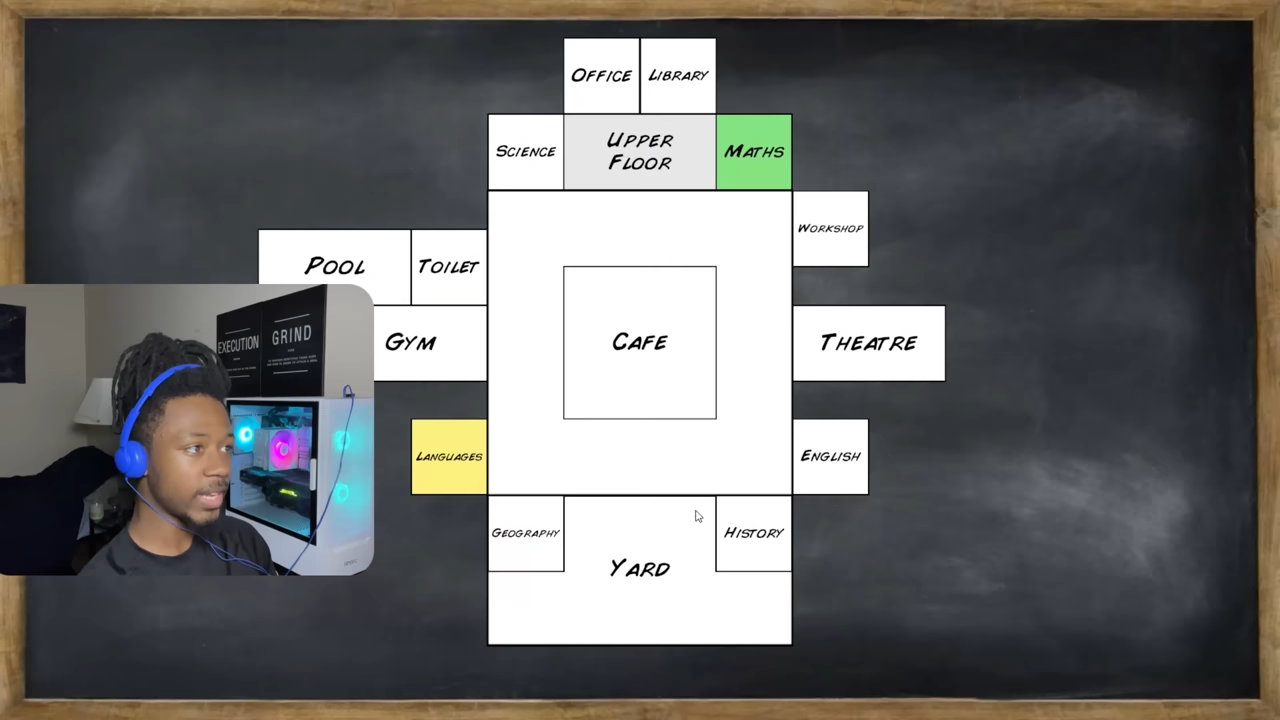 OFFICE
LIBRARY
SCIENCE
UPPER
FLOOR
MATHS
WORKSHOP
POOL
TOILET
GYM
CAFE
THEATRE
LANGUAGES
ENGLISH
GEOGRAPHY
HISTORY
YARD
EXECUTION
GRIND